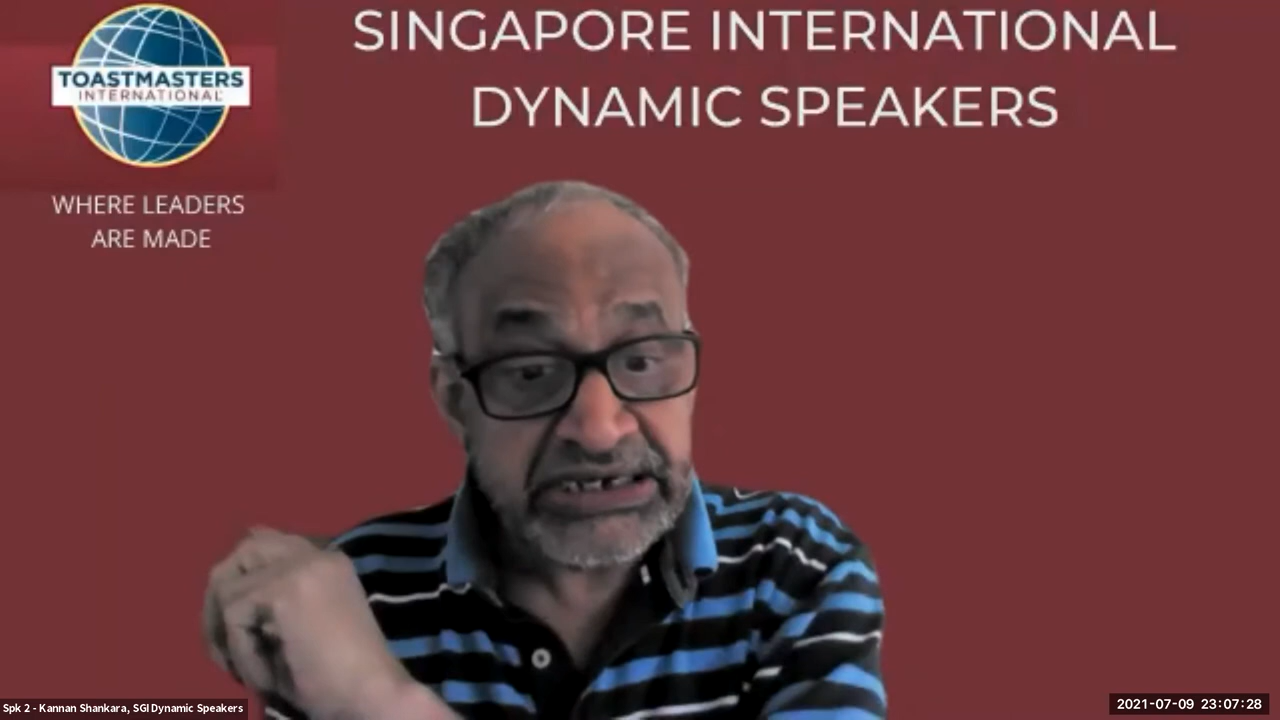 SINGAPORE INTERNATIONAL
DYNAMIC SPEAKERS
TOASTMASTERS
INTERNATIONAL
WHERE LEADERS
ARE MADE
Spk 2 - Kannan Shankara, SGI Dynamic Speakers
2021-07-09 23:07:28